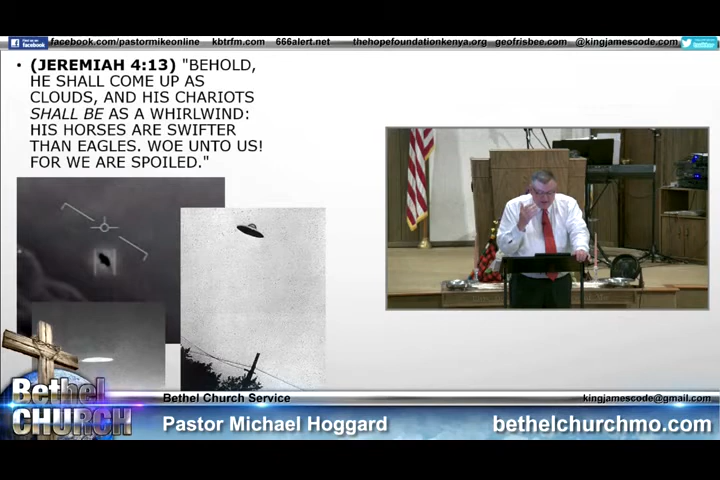 facebook.com/pastormikeonline kbtrfm.com 666alert.net thehopefoundationkenya.org geofrisbee.com @kingjamescode.com
• (JEREMIAH 4:13) "BEHOLD,
HE SHALL COME UP AS
CLOUDS, AND HIS CHARIOTS
SHALL BE AS A WHIRLWIND:
HIS HORSES ARE SWIFTER
THAN EAGLES. WOE UNTO US!
FOR WE ARE SPOILED."
Bethel
CHURCH
Bethel Church Service
kingjamescode@gmail.com
Pastor Michael Hoggard
bethelchurchmo.com